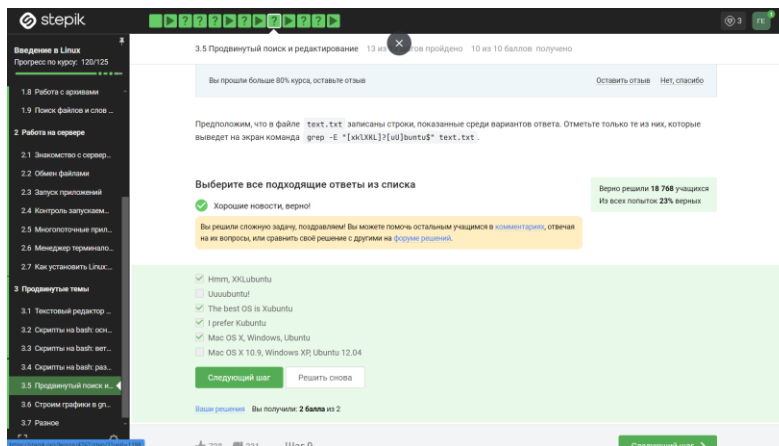 stepik
3
ГЕ
Введение в Linux
Прогресс по курсу: 120/125
3.5 Продвинутый поиск и редактирование 13 из пройдено 10 из 10 баллов получено
Вы прошли больше 80% курса, оставьте отзыв
Оставить отзыв Нет, спасибо
1.8 Работа с архивами
1.9 Поиск файлов и слов ...
2 Работа на сервере
2.1 Знакомство с сервер...
2.2 Обмен файлами
2.3 Запуск приложений
2.4 Контроль запускаем...
2.5 Многопоточные прил...
2.6 Менеджер терминало...
2.7 Как установить Linux:...
3 Продвинутые темы
3.1 Текстовый редактор ...
3.2 Скрипты на bash: осн...
3.3 Скрипты на bash: вет...
3.4 Скрипты на bash: раз...
3.5 Продвинутый поиск и...
3.6 Строим графики в gn...
3.7 Разное
Предположим, что в файле text.txt записаны строки, показанные среди вариантов ответа. Отметьте только те из них, которые
выведет на экран команда grep -E "[xklXKL]?[uU]buntu$" text.txt .
Выберите все подходящие ответы из списка
Верно решили 18 768 учащихся
Из всех попыток 23% верных
Хорошие новости, верно!
Вы решили сложную задачу, поздравляем! Вы можете помочь остальным учащимся в комментариях, отвечая
на их вопросы, или сравнить своё решение с другими на форуме решений.
Hmm, XKLubuntu
Uuuubuntu!
The best OS is Xubuntu
I prefer Kubuntu
Mac OS X, Windows, Ubuntu
Mac OS X 10.9, Windows XP, Ubuntu 12.04
Следующий шаг
Решить снова
Ваши решения Вы получили: 2 балла из 2
Шаг 9
Следующий шаг